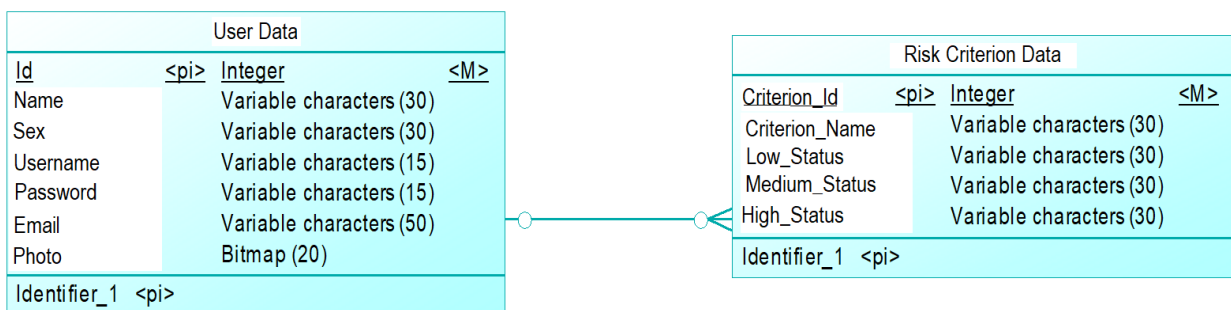 User Data
Id <pi> Integer <M>
Name Variable characters (30)
Sex Variable characters (30)
Username Variable characters (15)
Password Variable characters (15)
Email Variable characters (50)
Photo Bitmap (20)
Identifier_1 <pi>
Risk Criterion Data
Criterion_Id <pi> Integer <M>
Criterion_Name Variable characters (30)
Low_Status Variable characters (30)
Medium_Status Variable characters (30)
High_Status Variable characters (30)
Identifier_1 <pi>